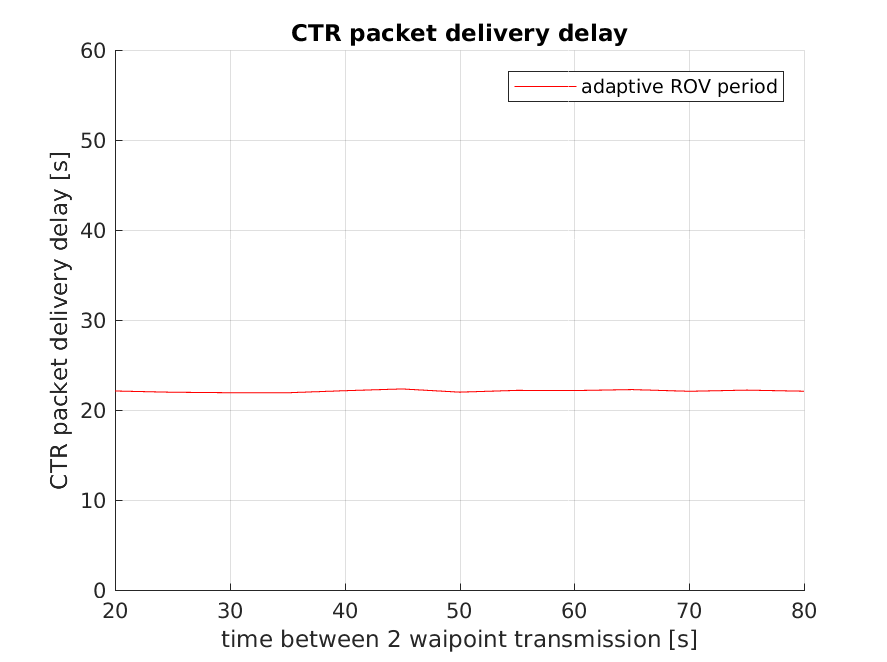 CTR packet delivery delay
adaptive ROV period
CTR packet delivery delay [s]
60
50
40
30
20
10
0
20 30 40 50 60 70 80
time between 2 waipoint transmission [s]